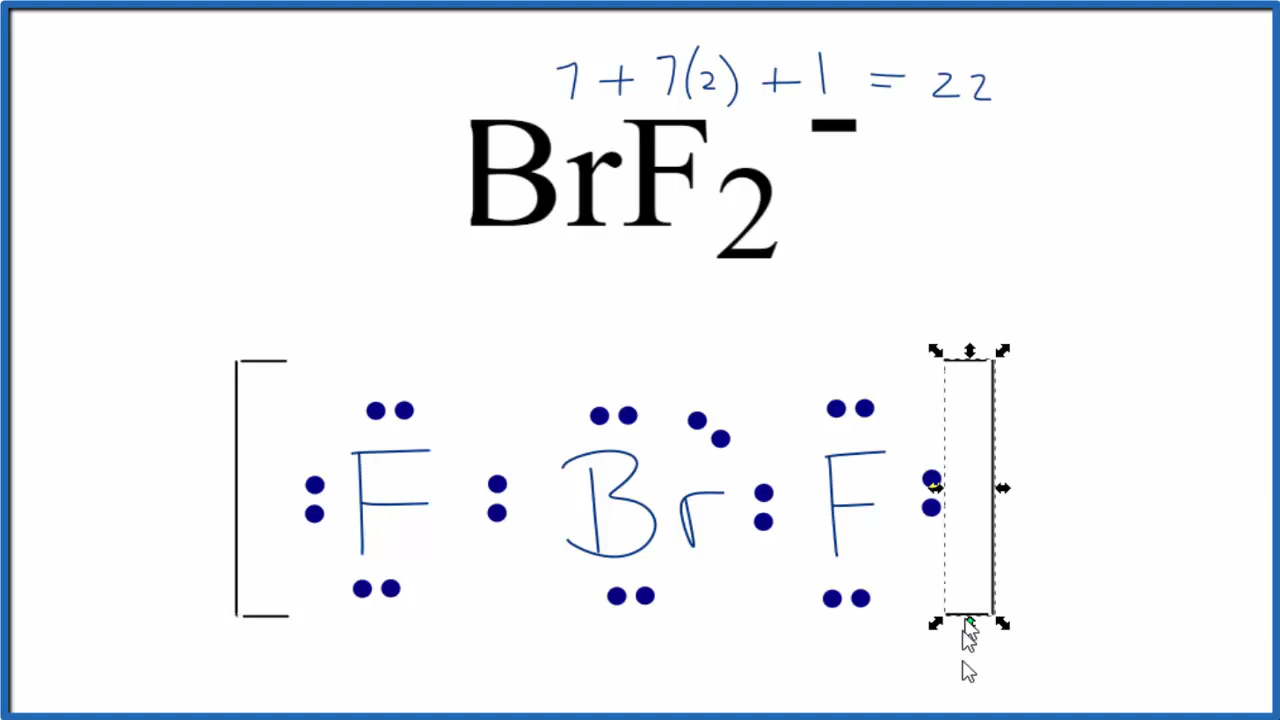 7 + 7(2) + 1 = 22
BrF₂⁻
F Br F